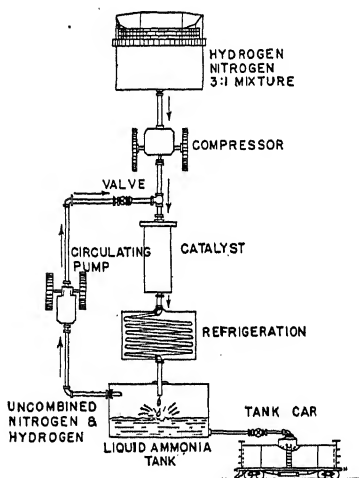 HYDROGEN
NITROGEN
3:1 MIXTURE
COMPRESSOR
VALVE
CIRCULATING
PUMP
CATALYST
REFRIGERATION
UNCOMBINED
NITROGEN &
HYDROGEN
LIQUID AMMONIA
TANK
TANK CAR